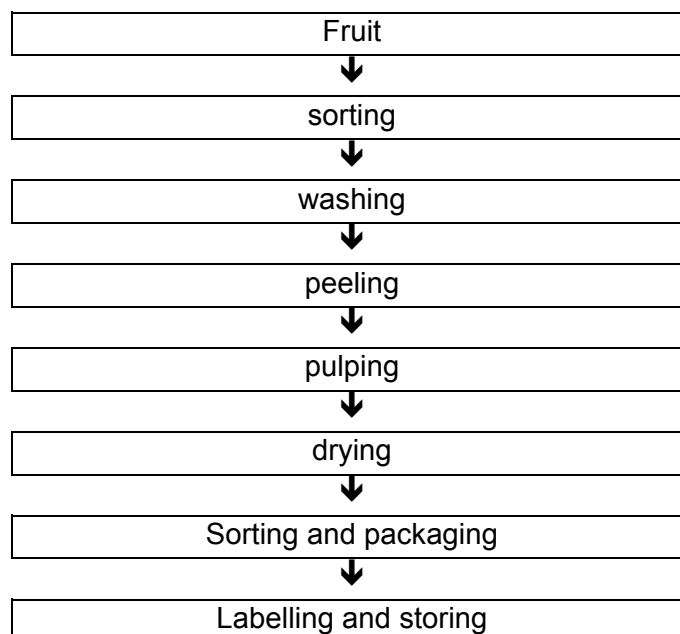 Fruit
sorting
washing
peeling
pulping
drying
Sorting and packaging
Labelling and storing